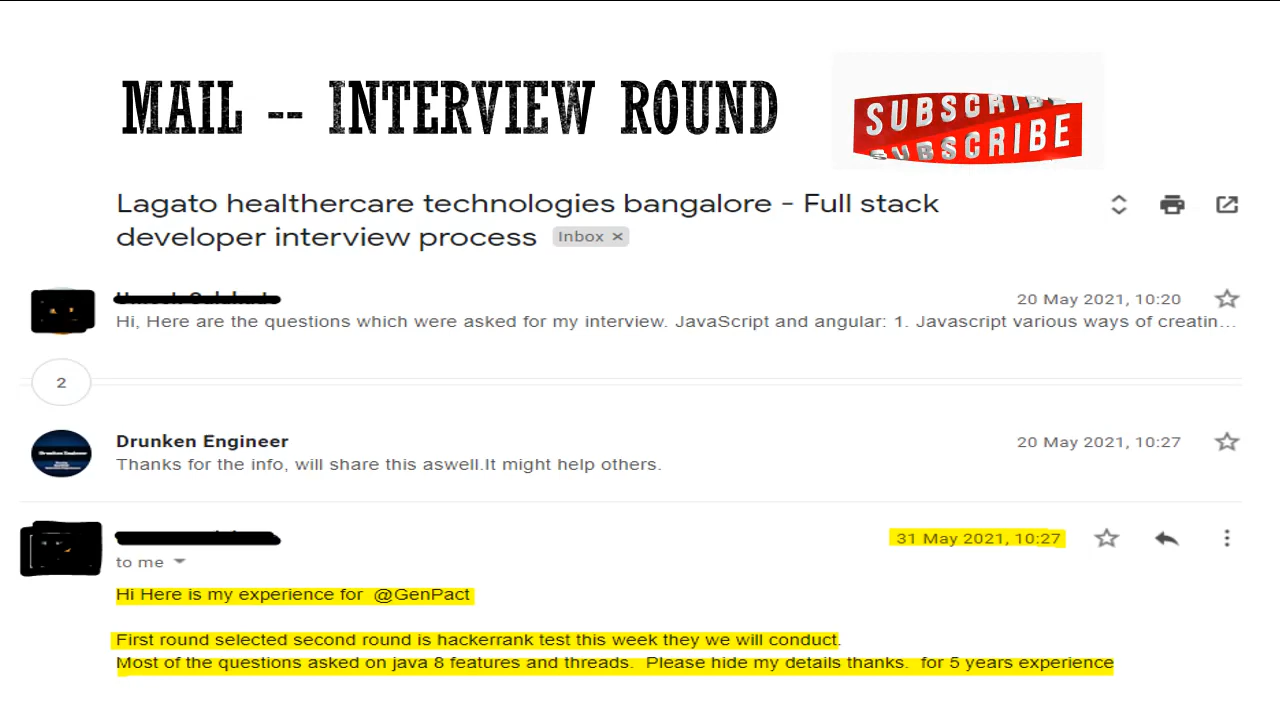 MAIL -- INTERVIEW ROUND
SUBSCRIBE
SUBSCRIBE
Lagato healthercare technologies bangalore - Full stack
developer interview process Inbox ×
20 May 2021, 10:20
Hi, Here are the questions which were asked for my interview. JavaScript and angular: 1. Javascript various ways of creatin...
2
Drunken Engineer
20 May 2021, 10:27
Thanks for the info, will share this aswell.It might help others.
31 May 2021, 10:27
to me
Hi Here is my experience for @GenPact
First round selected second round is hackerrank test this week they we will conduct.
Most of the questions asked on java 8 features and threads. Please hide my details thanks. for 5 years experience